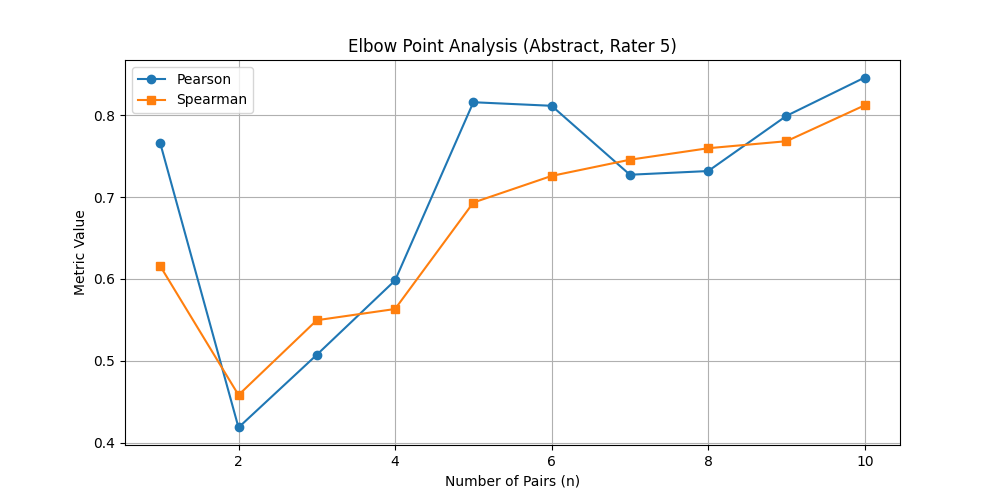 Elbow Point Analysis (Abstract, Rater 5)
Pearson
Spearman
Metric Value
0.8
0.7
0.6
0.5
0.4
2 4 6 8 10
Number of Pairs (n)